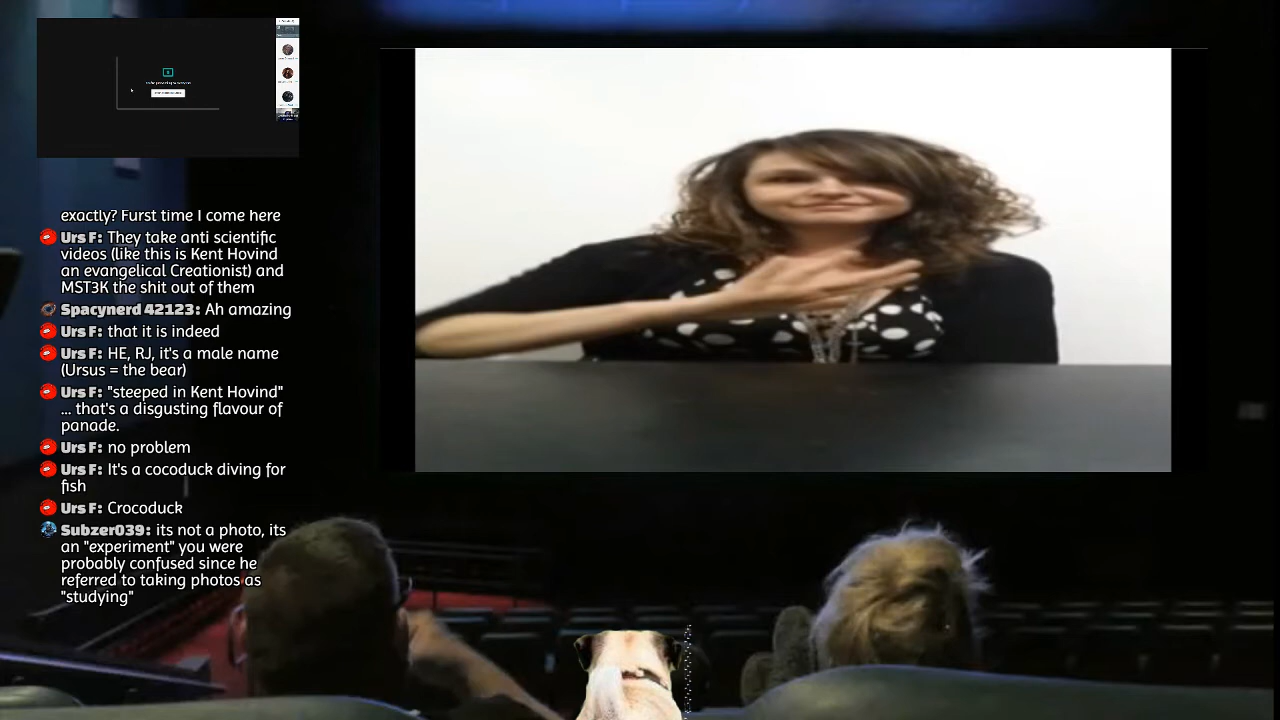 exactly? Furst time I come here
Urs F: They take anti scientific
videos (like this is Kent Hovind
an evangelical Creationist) and
MST3K the shit out of them
Spacynerd 42123: Ah amazing
Urs F: that it is indeed
Urs F: HE, RJ, it's a male name
(Ursus = the bear)
Urs F: "steeped in Kent Hovind"
... that's a disgusting flavour of
panade.
Urs F: no problem
Urs F: It's a cocoduck diving for
fish
Urs F: Crocoduck
Subzer039: its not a photo, its
an "experiment" you were
probably confused since he
referred to taking photos as
"studying"